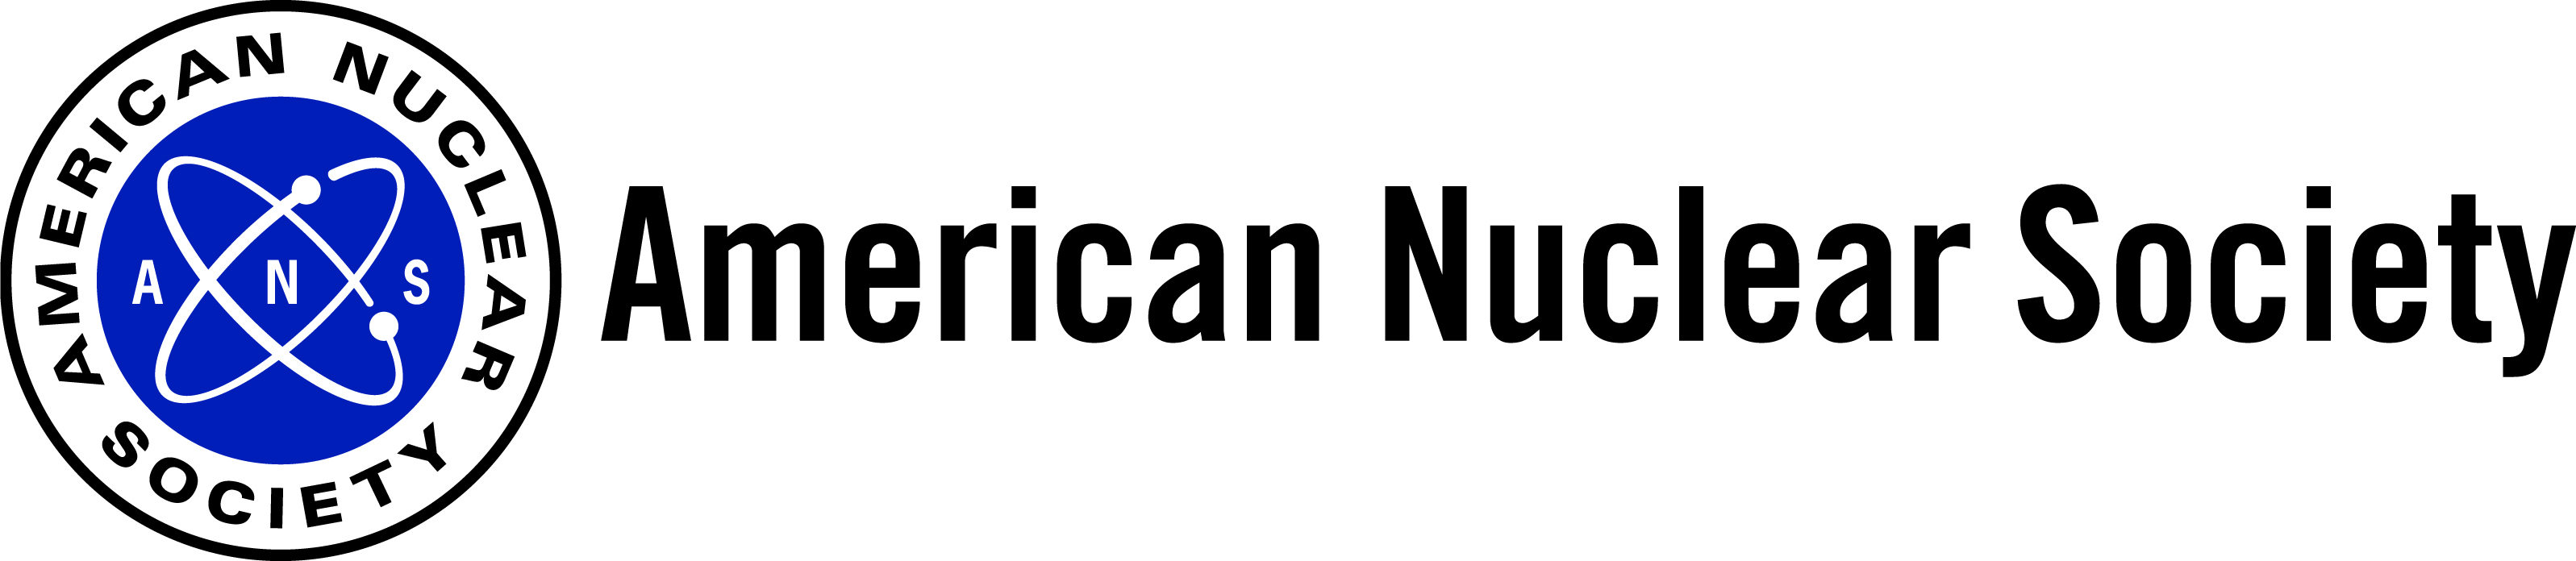 AMERICAN NUCLEAR
SOCIETY
A N S
American Nuclear Society